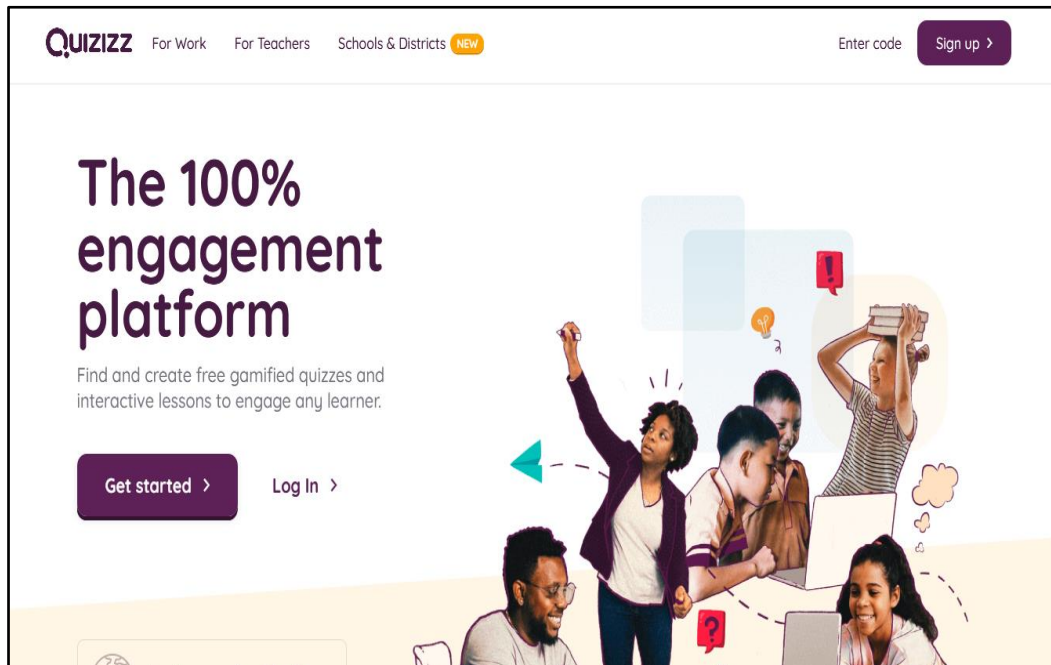 Quizizz For Work For Teachers Schools & Districts NEW Enter code Sign up >
The 100%
engagement
platform
Find and create free gamified quizzes and
interactive lessons to engage any learner.
Get started > Log In >
!
?